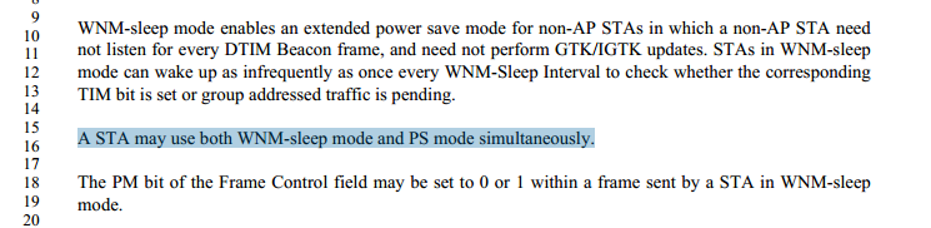 9
10 WNM-sleep mode enables an extended power save mode for non-AP STAs in which a non-AP STA need
11 not listen for every DTIM Beacon frame, and need not perform GTK/IGTK updates. STAs in WNM-sleep
12 mode can wake up as infrequently as once every WNM-Sleep Interval to check whether the corresponding
13 TIM bit is set or group addressed traffic is pending.
14
15 A STA may use both WNM-sleep mode and PS mode simultaneously.
16
17
18 The PM bit of the Frame Control field may be set to 0 or 1 within a frame sent by a STA in WNM-sleep
19 mode.
20